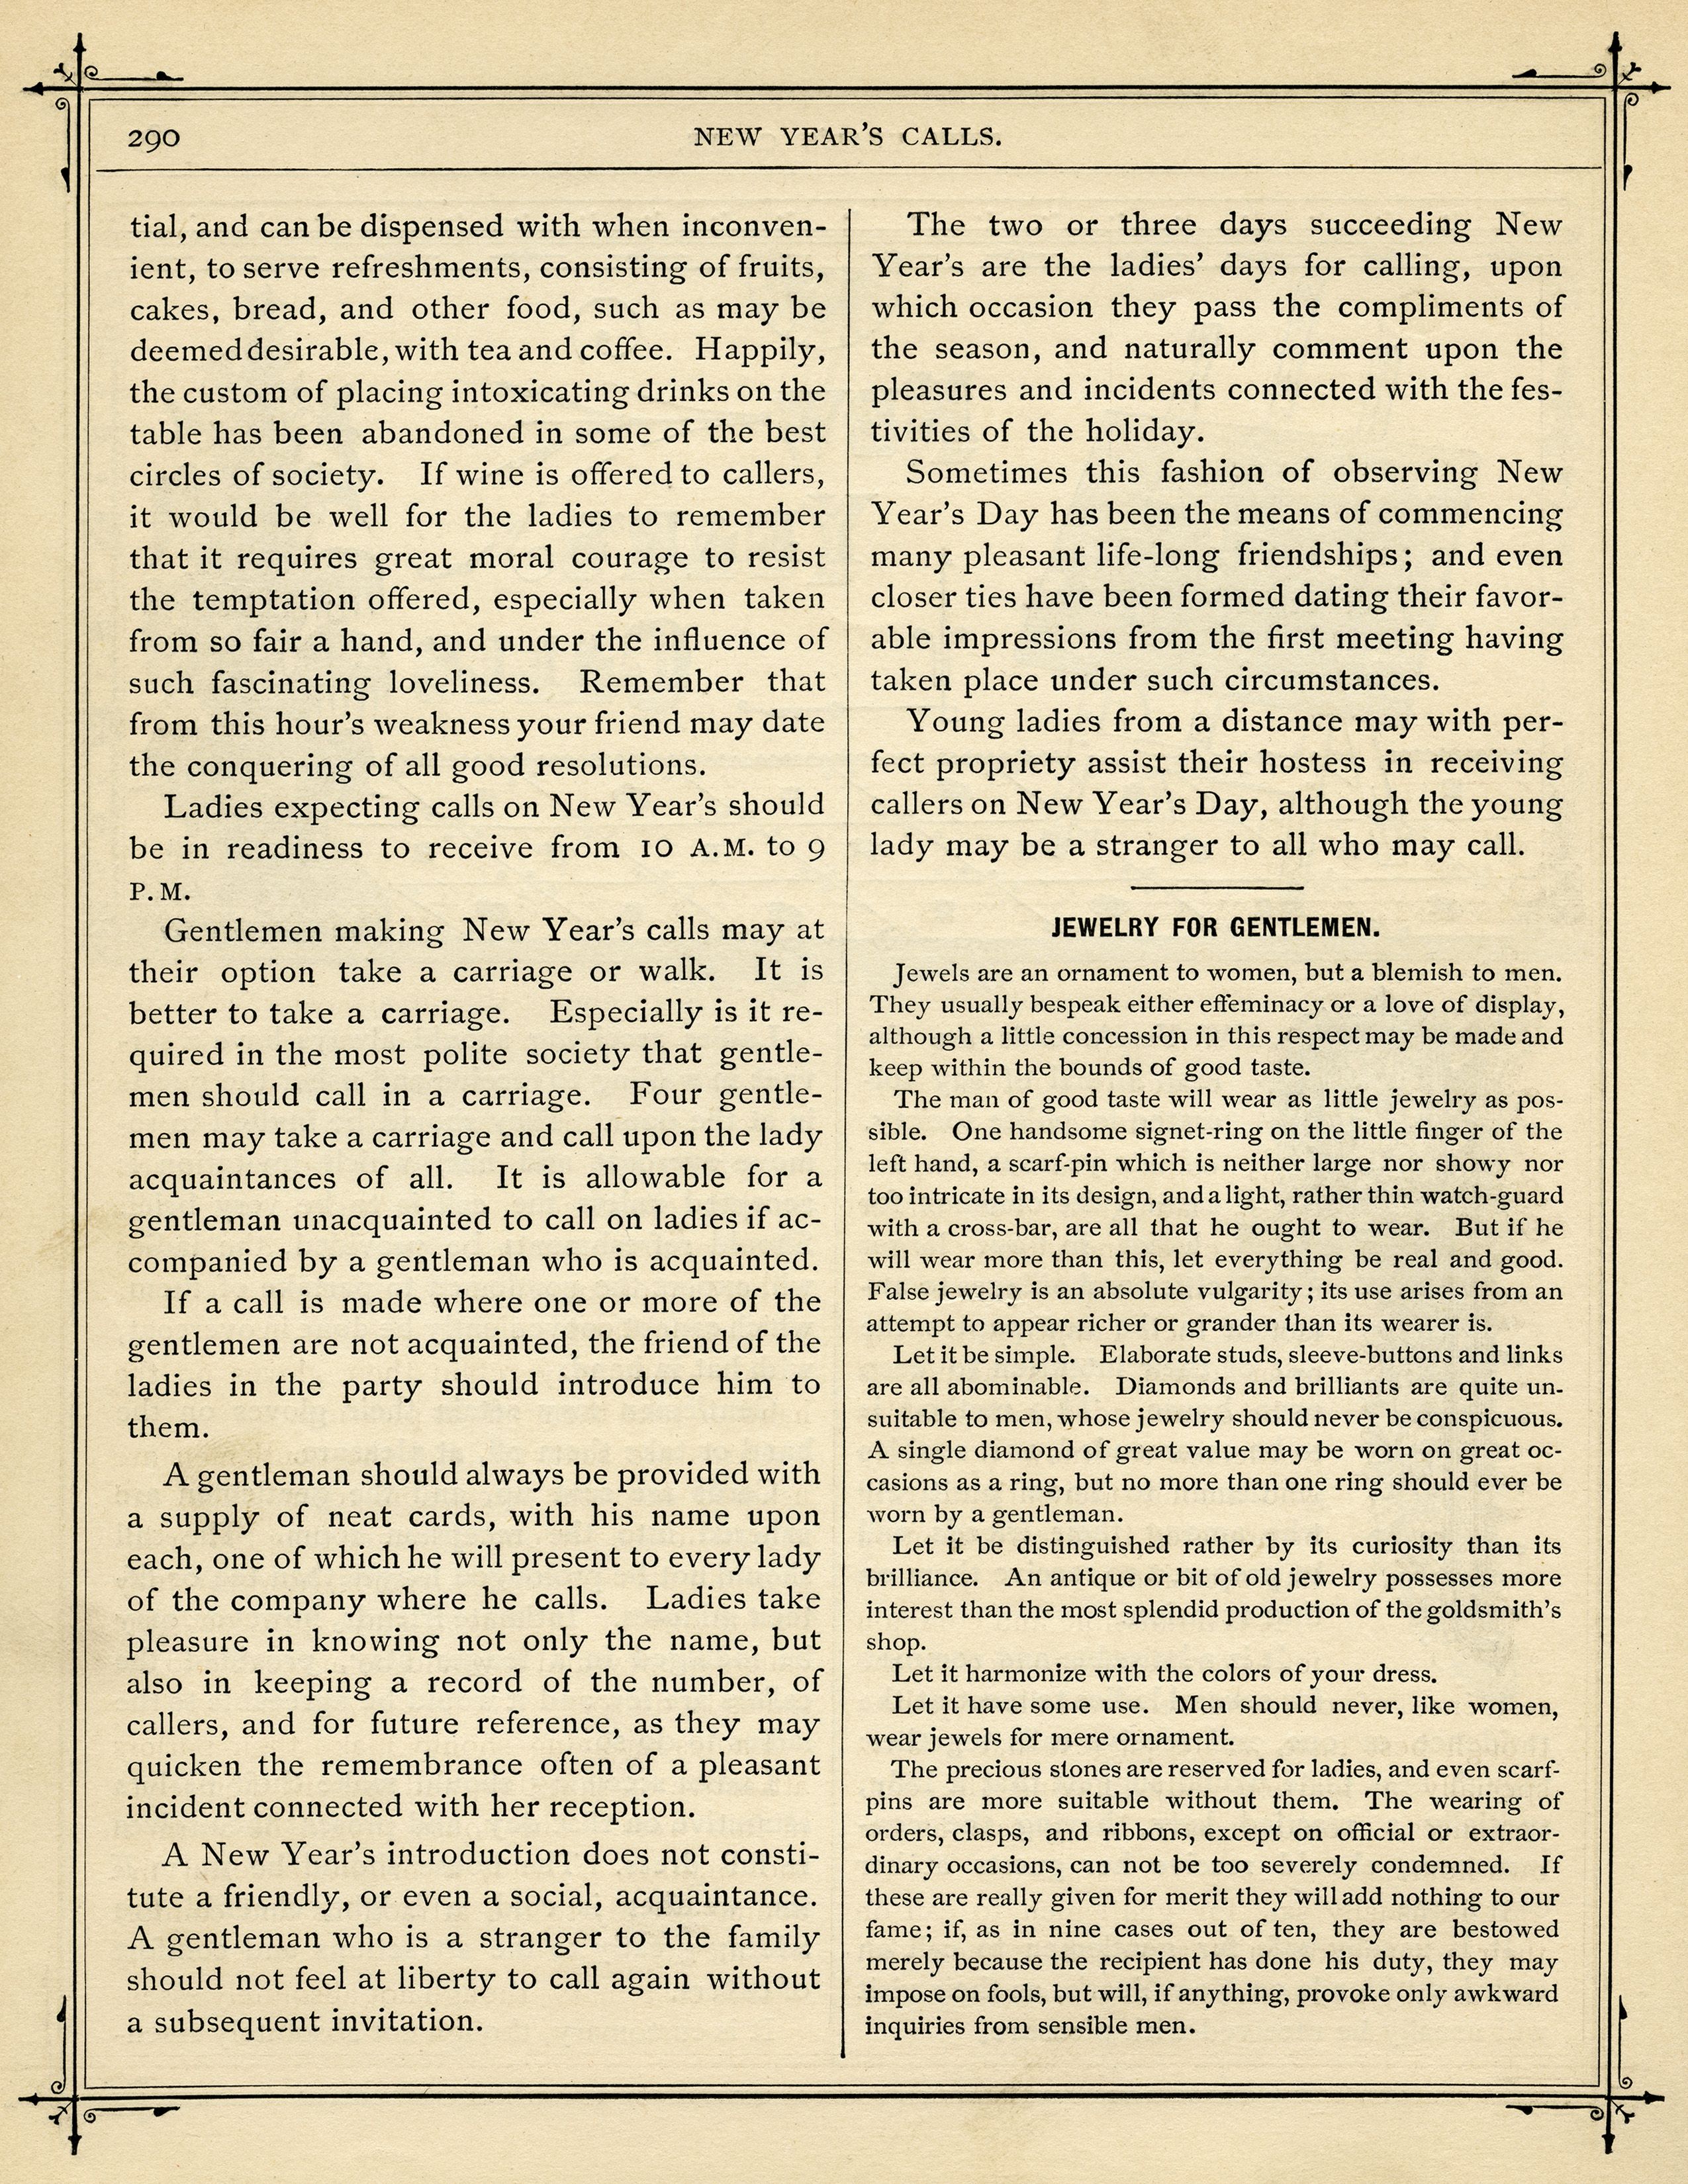 290
NEW YEAR'S CALLS.
tial, and can be dispensed with when inconven-
ient, to serve refreshments, consisting of fruits,
cakes, bread, and other food, such as may be
deemed desirable, with tea and coffee. Happily,
the custom of placing intoxicating drinks on the
table has been abandoned in some of the best
circles of society. If wine is offered to callers,
it would be well for the ladies to remember
that it requires great moral courage to resist
the temptation offered, especially when taken
from so fair a hand, and under the influence of
such fascinating loveliness. Remember that
from this hour's weakness your friend may date
the conquering of all good resolutions.
Ladies expecting calls on New Year's should
be in readiness to receive from 10 A.M. to 9
P.M.
Gentlemen making New Year's calls may at
their option take a carriage or walk. It is
better to take a carriage. Especially is it re-
quired in the most polite society that gentle-
men should call in a carriage. Four gentle-
men may take a carriage and call upon the lady
acquaintances of all. It is allowable for a
gentleman unacquainted to call on ladies if ac-
companied by a gentleman who is acquainted.
If a call is made where one or more of the
gentlemen are not acquainted, the friend of the
ladies in the party should introduce him to
them.
A gentleman should always be provided with
a supply of neat cards, with his name upon
each, one of which he will present to every lady
of the company where he calls. Ladies take
pleasure in knowing not only the name, but
also in keeping a record of the number, of
callers, and for future reference, as they may
quicken the remembrance often of a pleasant
incident connected with her reception.
A New Year's introduction does not consti-
tute a friendly, or even a social, acquaintance.
A gentleman who is a stranger to the family
should not feel at liberty to call again without
a subsequent invitation.
The two or three days succeeding New
Year's are the ladies' days for calling, upon
which occasion they pass the compliments of
the season, and naturally comment upon the
pleasures and incidents connected with the fes-
tivities of the holiday.
Sometimes this fashion of observing New
Year's Day has been the means of commencing
many pleasant life-long friendships; and even
closer ties have been formed dating their favor-
able impressions from the first meeting having
taken place under such circumstances.
Young ladies from a distance may with per-
fect propriety assist their hostess in receiving
callers on New Year's Day, although the young
lady may be a stranger to all who may call.
JEWELRY FOR GENTLEMEN.
Jewels are an ornament to women, but a blemish to men.
They usually bespeak either effeminacy or a love of display,
although a little concession in this respect may be made and
keep within the bounds of good taste.
The man of good taste will wear as little jewelry as pos-
sible. One handsome signet-ring on the little finger of the
left hand, a scarf-pin which is neither large nor showy nor
too intricate in its design, and a light, rather thin watch-guard
with a cross-bar, are all that he ought to wear. But if he
will wear more than this, let everything be real and good.
False jewelry is an absolute vulgarity; its use arises from an
attempt to appear richer or grander than its wearer is.
Let it be simple. Elaborate studs, sleeve-buttons and links
are all abominable. Diamonds and brilliants are quite un-
suitable to men, whose jewelry should never be conspicuous.
A single diamond of great value may be worn on great oc-
casions as a ring, but no more than one ring should ever be
worn by a gentleman.
Let it be distinguished rather by its curiosity than its
brilliance. An antique or bit of old jewelry possesses more
interest than the most splendid production of the goldsmith's
shop.
Let it harmonize with the colors of your dress.
Let it have some use. Men should never, like women,
wear jewels for mere ornament.
The precious stones are reserved for ladies, and even scarf-
pins are more suitable without them. The wearing of
orders, clasps, and ribbons, except on official or extraor-
dinary occasions, can not be too severely condemned. If
these are really given for merit they will add nothing to our
fame; if, as in nine cases out of ten, they are bestowed
merely because the recipient has done his duty, they may
impose on fools, but will, if anything, provoke only awkward
inquiries from sensible men.